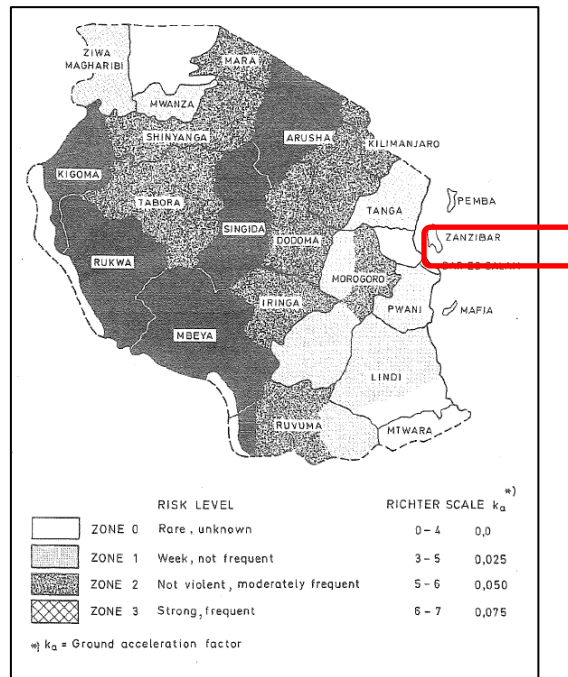 ZIWA
MAGHARIBI
MARA
MWANZA
SHINYANGA
ARUSHA
KILIMANJARO
KIGOMA
TABORA
TANGA
PEMBA
SINGIDA
DODOMA
ZANZIBAR
DAR ES SALAM
RUKWA
MOROGORO
IRINGA
PWANI
MAFIA
MBEYA
LINDI
RUVUMA
MTWARA
RISK LEVEL RICHTER SCALE ka *)
ZONE 0 Rare, unknown 0-4 0,0
ZONE 1 Week, not frequent 3-5 0,025
ZONE 2 Not violent, moderately frequent 5-6 0,050
ZONE 3 Strong, frequent 6-7 0,075
*) ka = Ground acceleration factor